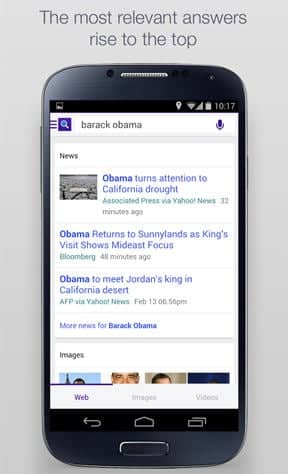 The most relevant answers
rise to the top
10:17
barack obama
News
Obama turns attention to
California drought
Associated Press via Yahoo! News 32
minutes ago
Obama Returns to Sunnylands as King's
Visit Shows Mideast Focus
Bloomberg 48 minutes ago
Obama to meet Jordan's king in
California desert
AFP via Yahoo! News Feb 13 06:56pm
More news for Barack Obama
Images
Web Images Videos